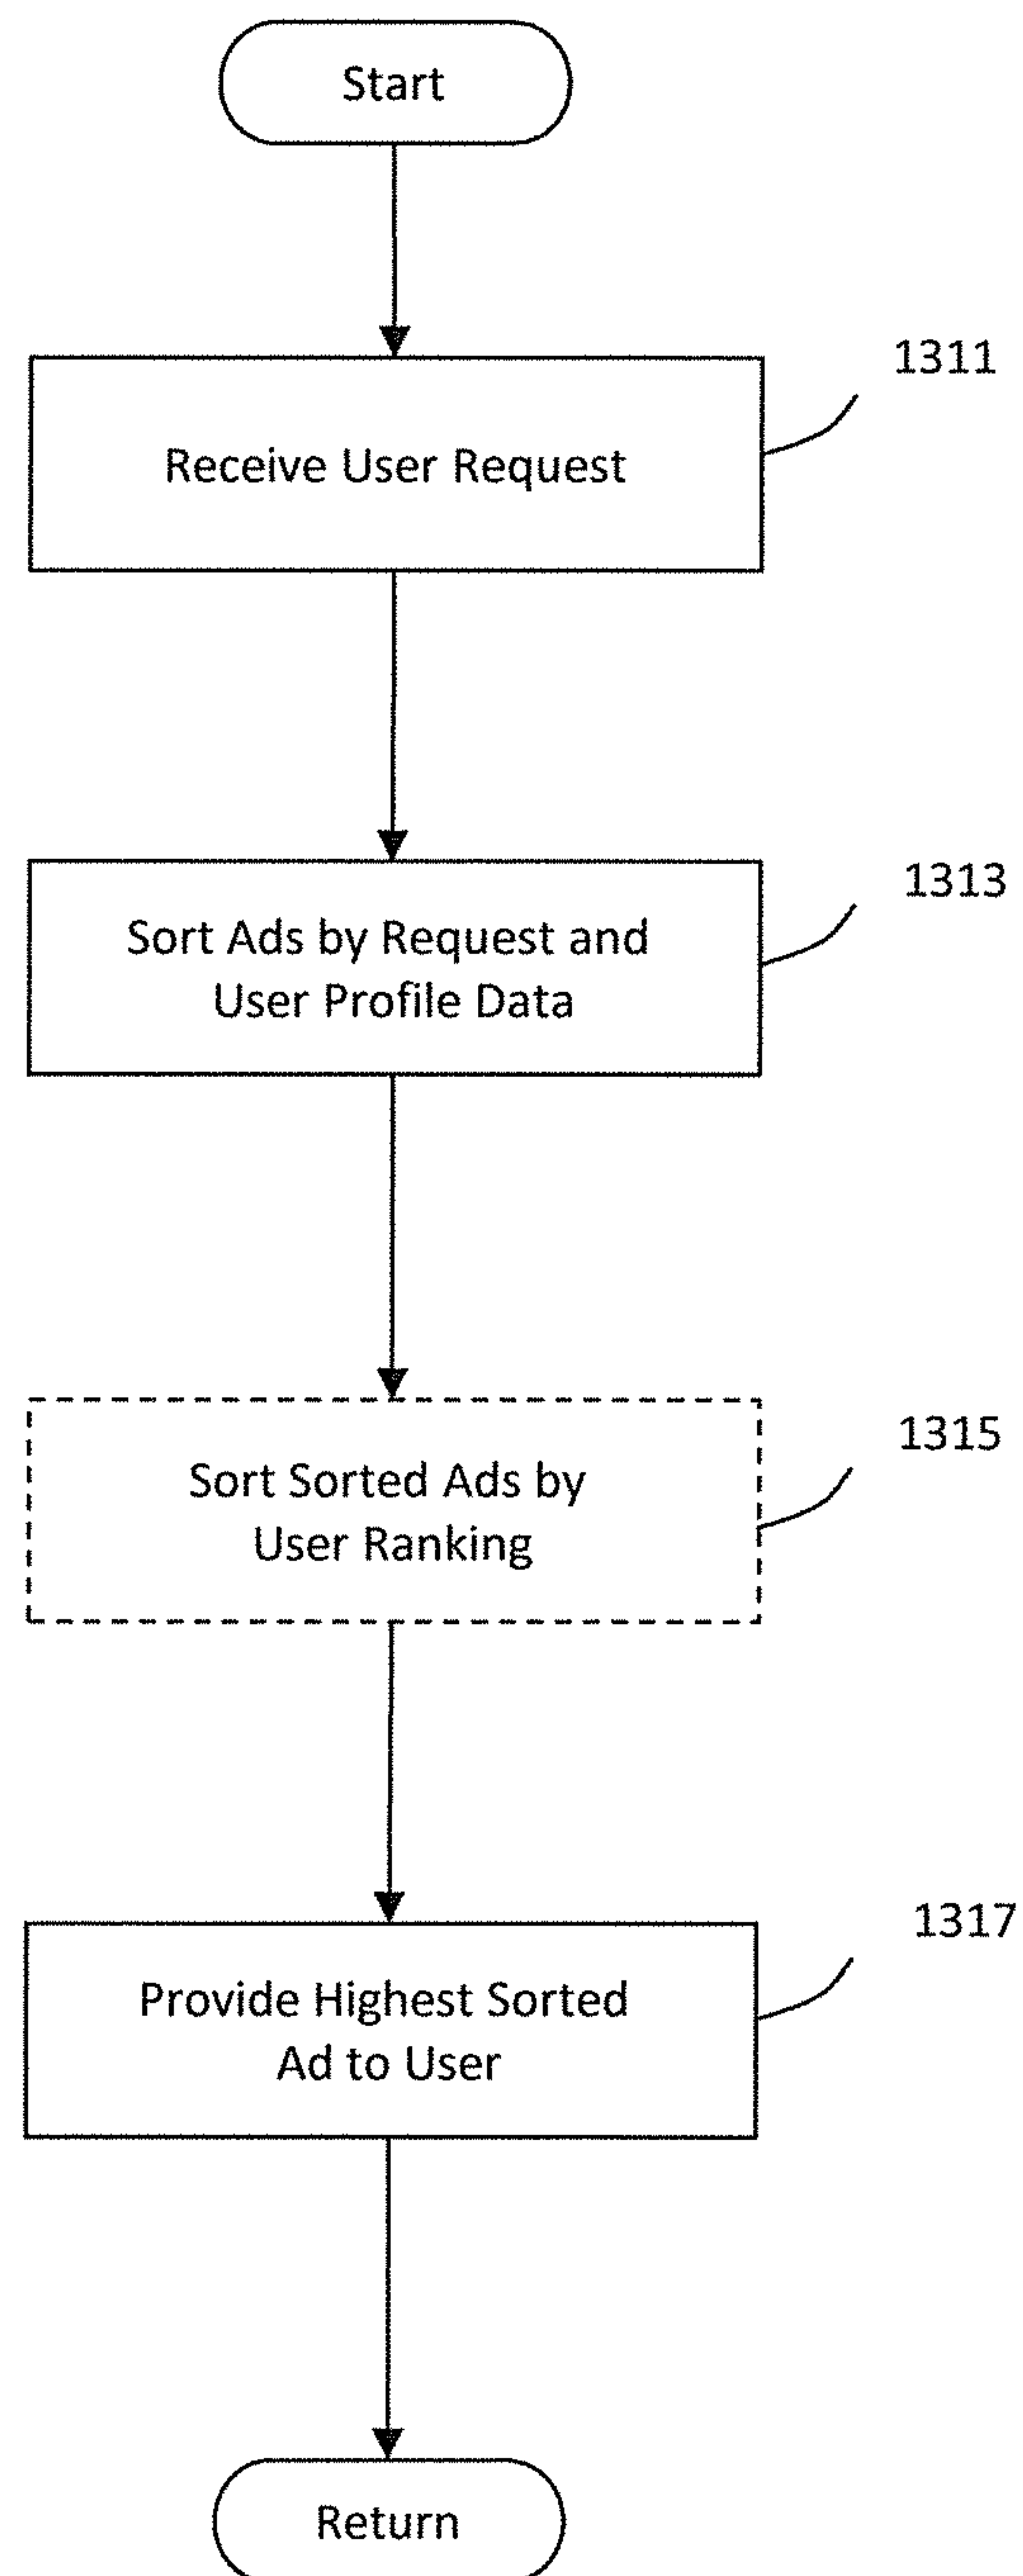 Start
1311
Receive User Request
1313
Sort Ads by Request and
User Profile Data
1315
Sort Sorted Ads by
User Ranking
1317
Provide Highest Sorted
Ad to User
Return